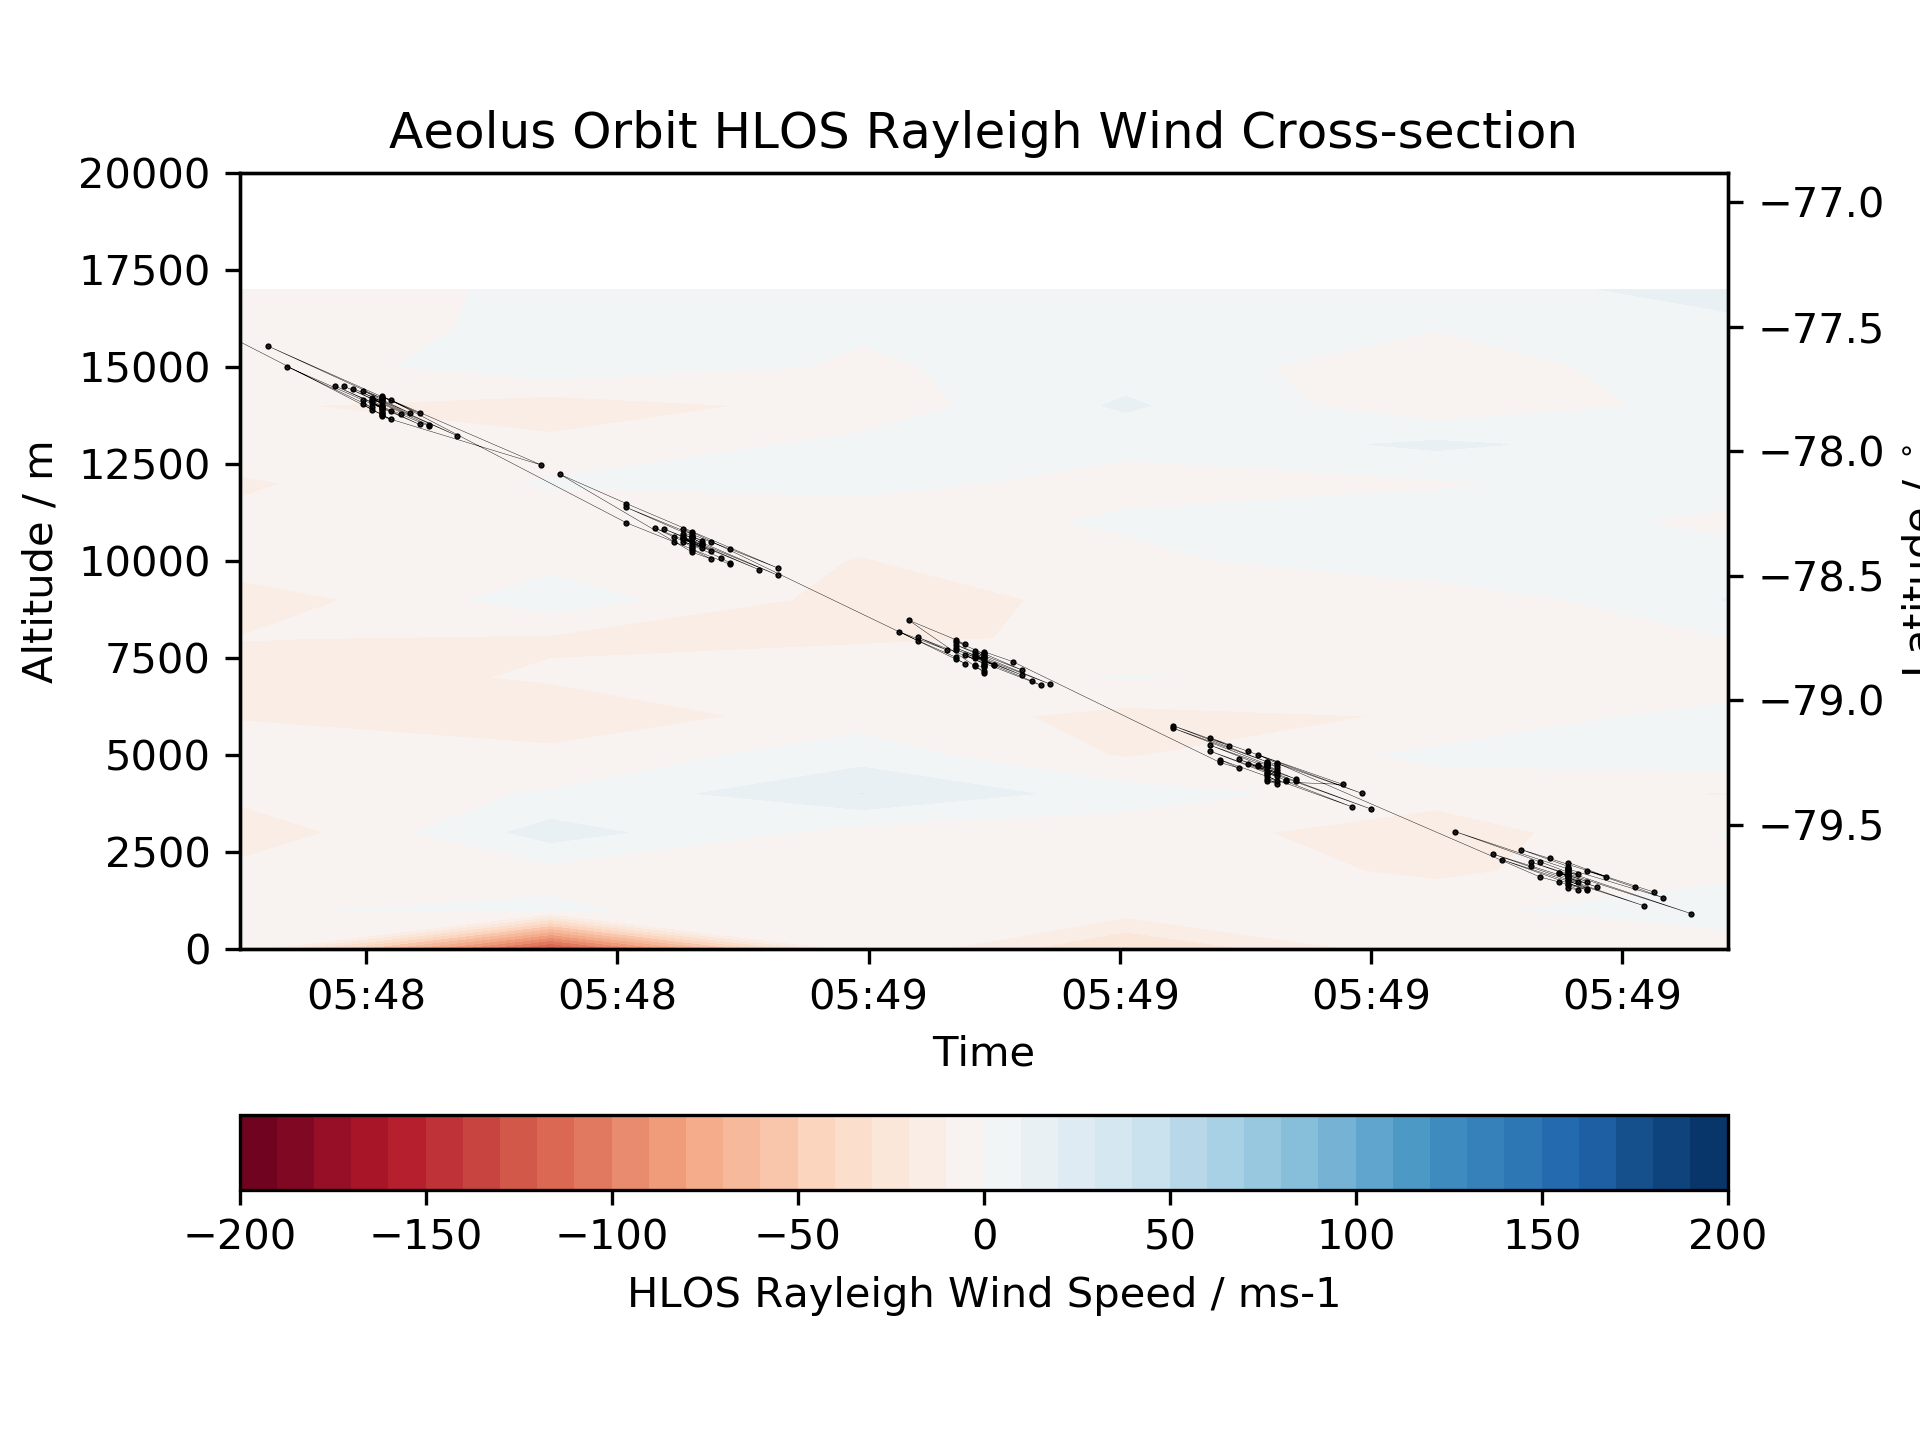 Aeolus Orbit HLOS Rayleigh Wind Cross-section
20000
17500
15000
12500
10000
7500
5000
2500
0
Altitude / m
−77.0
−77.5
−78.0
−78.5
−79.0
−79.5
Latitude / °
05:48 05:48 05:49 05:49 05:49 05:49
Time
−200 −150 −100 −50 0 50 100 150 200
HLOS Rayleigh Wind Speed / ms-1